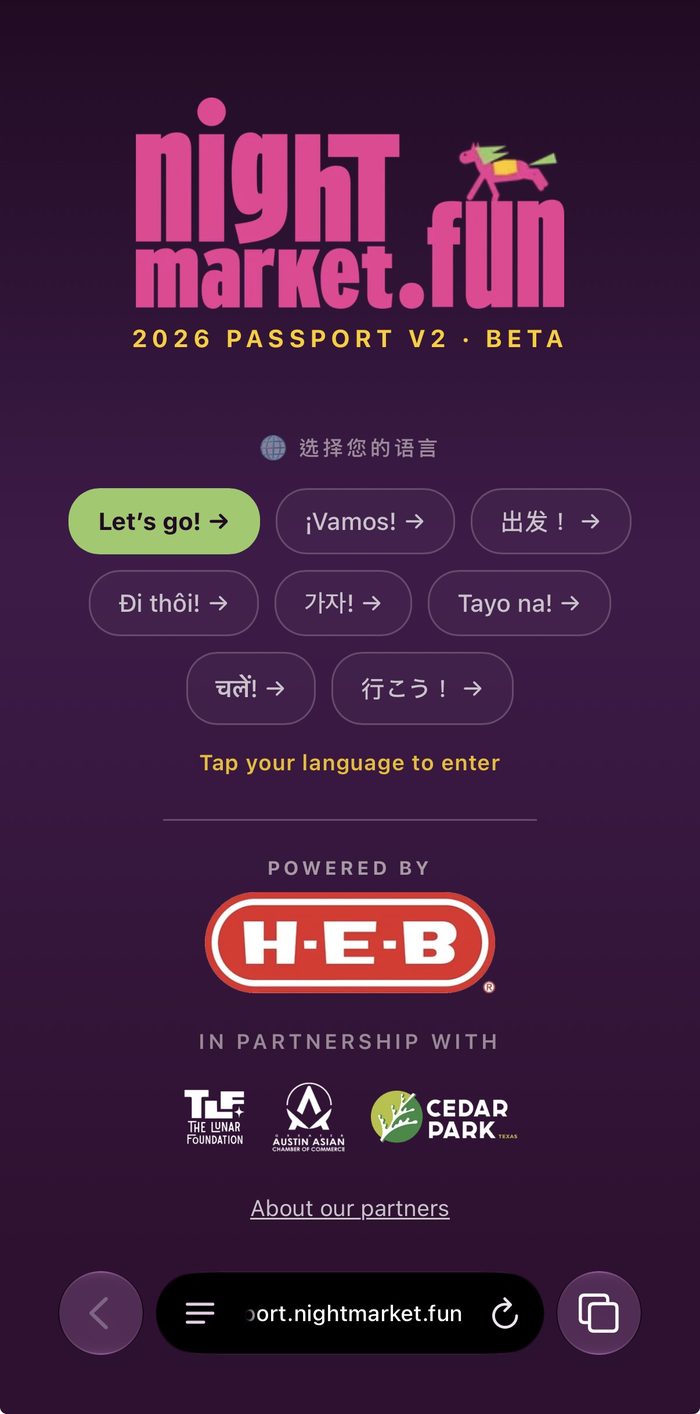 nighT
market.fun
2026 PASSPORT V2 · BETA
选择您的语言
Let's go! → ¡Vamos! → 出发！ →
Đi thôi! → 가자! → Tayo na! →
चलें! → 行こう！ →
Tap your language to enter
POWERED BY
H-E-B ®
IN PARTNERSHIP WITH
TLF
THE LUNAR
FOUNDATION
GREATER
AUSTIN ASIAN
CHAMBER OF COMMERCE
CEDAR
PARK TEXAS
About our partners
ort.nightmarket.fun